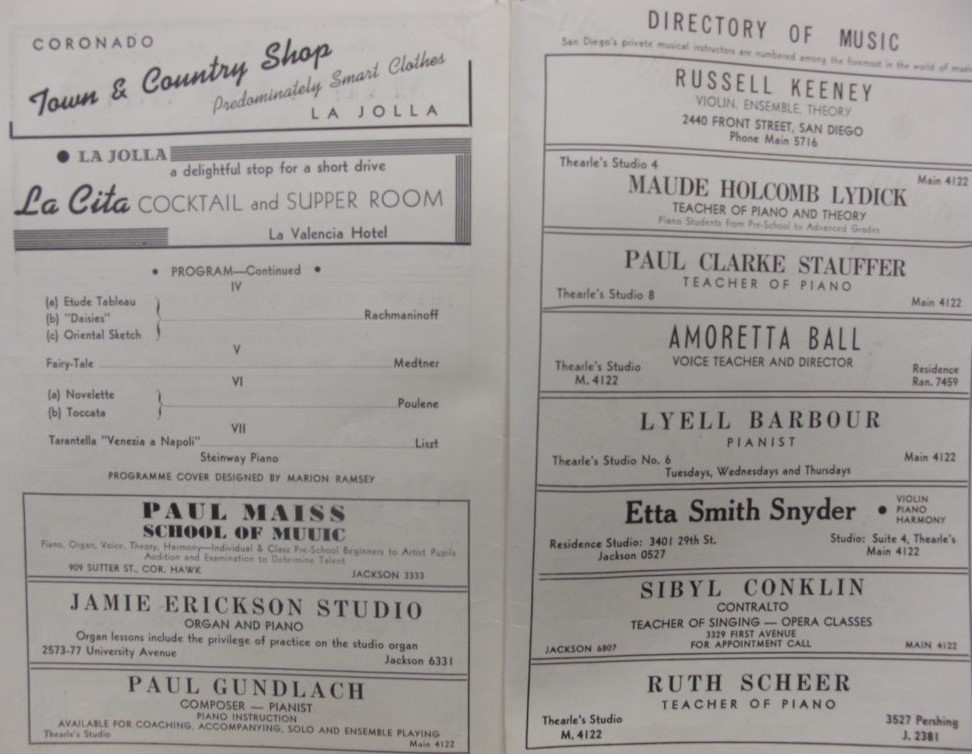 CORONADO
Town & Country Shop
Predominately Smart Clothes
LA JOLLA
● LA JOLLA
a delightful stop for a short drive
La Cita COCKTAIL and SUPPER ROOM
La Valencia Hotel
• PROGRAM—Continued •
IV
(a) Etude Tableau
(b) "Daisies"
Rachmaninoff
(c) Oriental Sketch
V
Fairy-Tale Medtner
VI
(a) Novelette
Poulenc
(b) Toccata
VII
Tarantella "Venezia a Napoli" Liszt
Steinway Piano
PROGRAMME COVER DESIGNED BY MARION RAMSEY
PAUL MAISS
SCHOOL OF MUUIC
Piano, Organ, Voice, Theory, Harmony—Individual & Class Pre-School Beginners to Artist Pupils
Audition and Examination to Determine Talent
909 SUTTER ST., COR. HAWK JACKSON 3333
JAMIE ERICKSON STUDIO
ORGAN AND PIANO
Organ lessons include the privilege of practice on the studio organ
2573-77 University Avenue Jackson 6331
PAUL GUNDLACH
COMPOSER — PIANIST
PIANO INSTRUCTION
AVAILABLE FOR COACHING, ACCOMPANYING, SOLO AND ENSEMBLE PLAYING
Thearle's Studio Main 4122
DIRECTORY OF MUSIC
San Diego's private musical instructors are numbered among the foremost in the world of
RUSSELL KEENEY
VIOLIN, ENSEMBLE, THEORY
2440 FRONT STREET, SAN DIEGO
Phone Main 5716
Thearle's Studio 4 Main 4122
MAUDE HOLCOMB LYDICK
TEACHER OF PIANO AND THEORY
Piano Students from Pre-School to Advanced Grades
PAUL CLARKE STAUFFER
TEACHER OF PIANO
Thearle's Studio 8 Main 4122
AMORETTA BALL
VOICE TEACHER AND DIRECTOR
Thearle's Studio Residence
M. 4122 Ran. 7459
LYELL BARBOUR
PIANIST
Thearle's Studio No. 6 Main 4122
Tuesdays, Wednesdays and Thursdays
Etta Smith Snyder ●
VIOLIN
PIANO
HARMONY
Residence Studio: 3401 29th St. Studio: Suite 4, Thearle's
Jackson 0527 Main 4122
SIBYL CONKLIN
CONTRALTO
TEACHER OF SINGING — OPERA CLASSES
3329 FIRST AVENUE
JACKSON 6807 FOR APPOINTMENT CALL MAIN 4122
RUTH SCHEER
TEACHER OF PIANO
Thearle's Studio 3527 Pershing
M. 4122 J. 2381